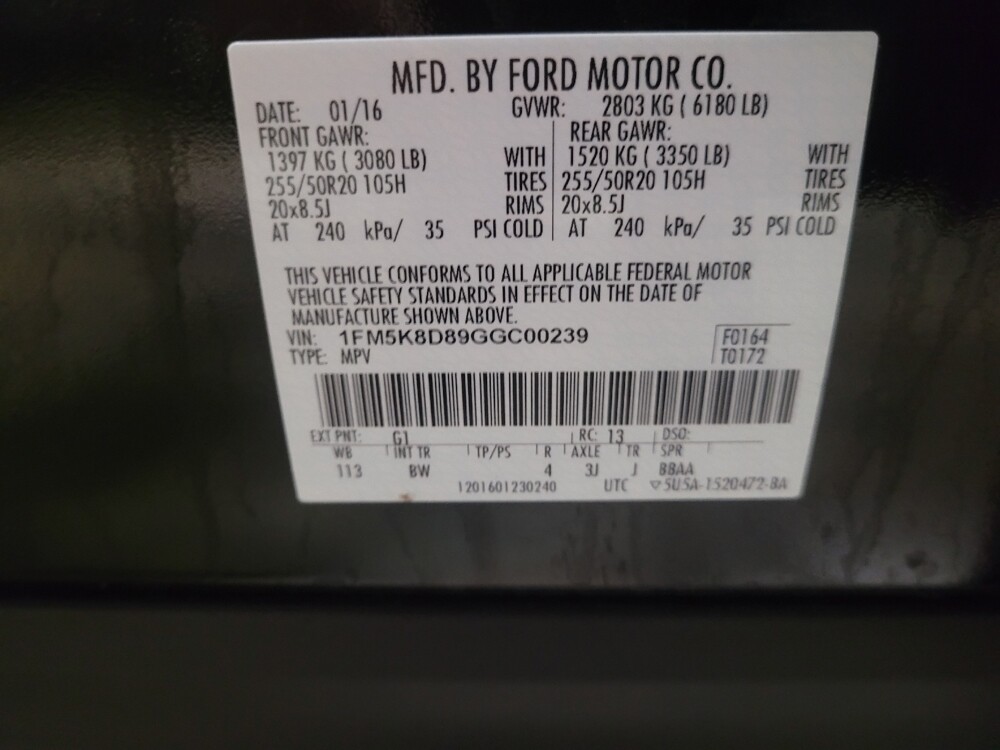 MFD. BY FORD MOTOR CO.
DATE: 01/16 GVWR: 2803 KG ( 6180 LB)
FRONT GAWR: REAR GAWR:
1397 KG ( 3080 LB) WITH 1520 KG ( 3350 LB) WITH
255/50R20 105H TIRES 255/50R20 105H TIRES
20x8.5J RIMS 20x8.5J RIMS
AT 240 kPa/ 35 PSI COLD AT 240 kPa/ 35 PSI COLD
THIS VEHICLE CONFORMS TO ALL APPLICABLE FEDERAL MOTOR
VEHICLE SAFETY STANDARDS IN EFFECT ON THE DATE OF
MANUFACTURE SHOWN ABOVE.
VIN: 1FM5K8D89GGC00239 F0164
TYPE: MPV T0172
EXT PNT: G1 RC: 13 DSO:
WB INT TR TP/PS R AXLE TR SPR
113 BW 4 3J J BBAA
1201601230240 UTC ▽5U5A-1520472-BA